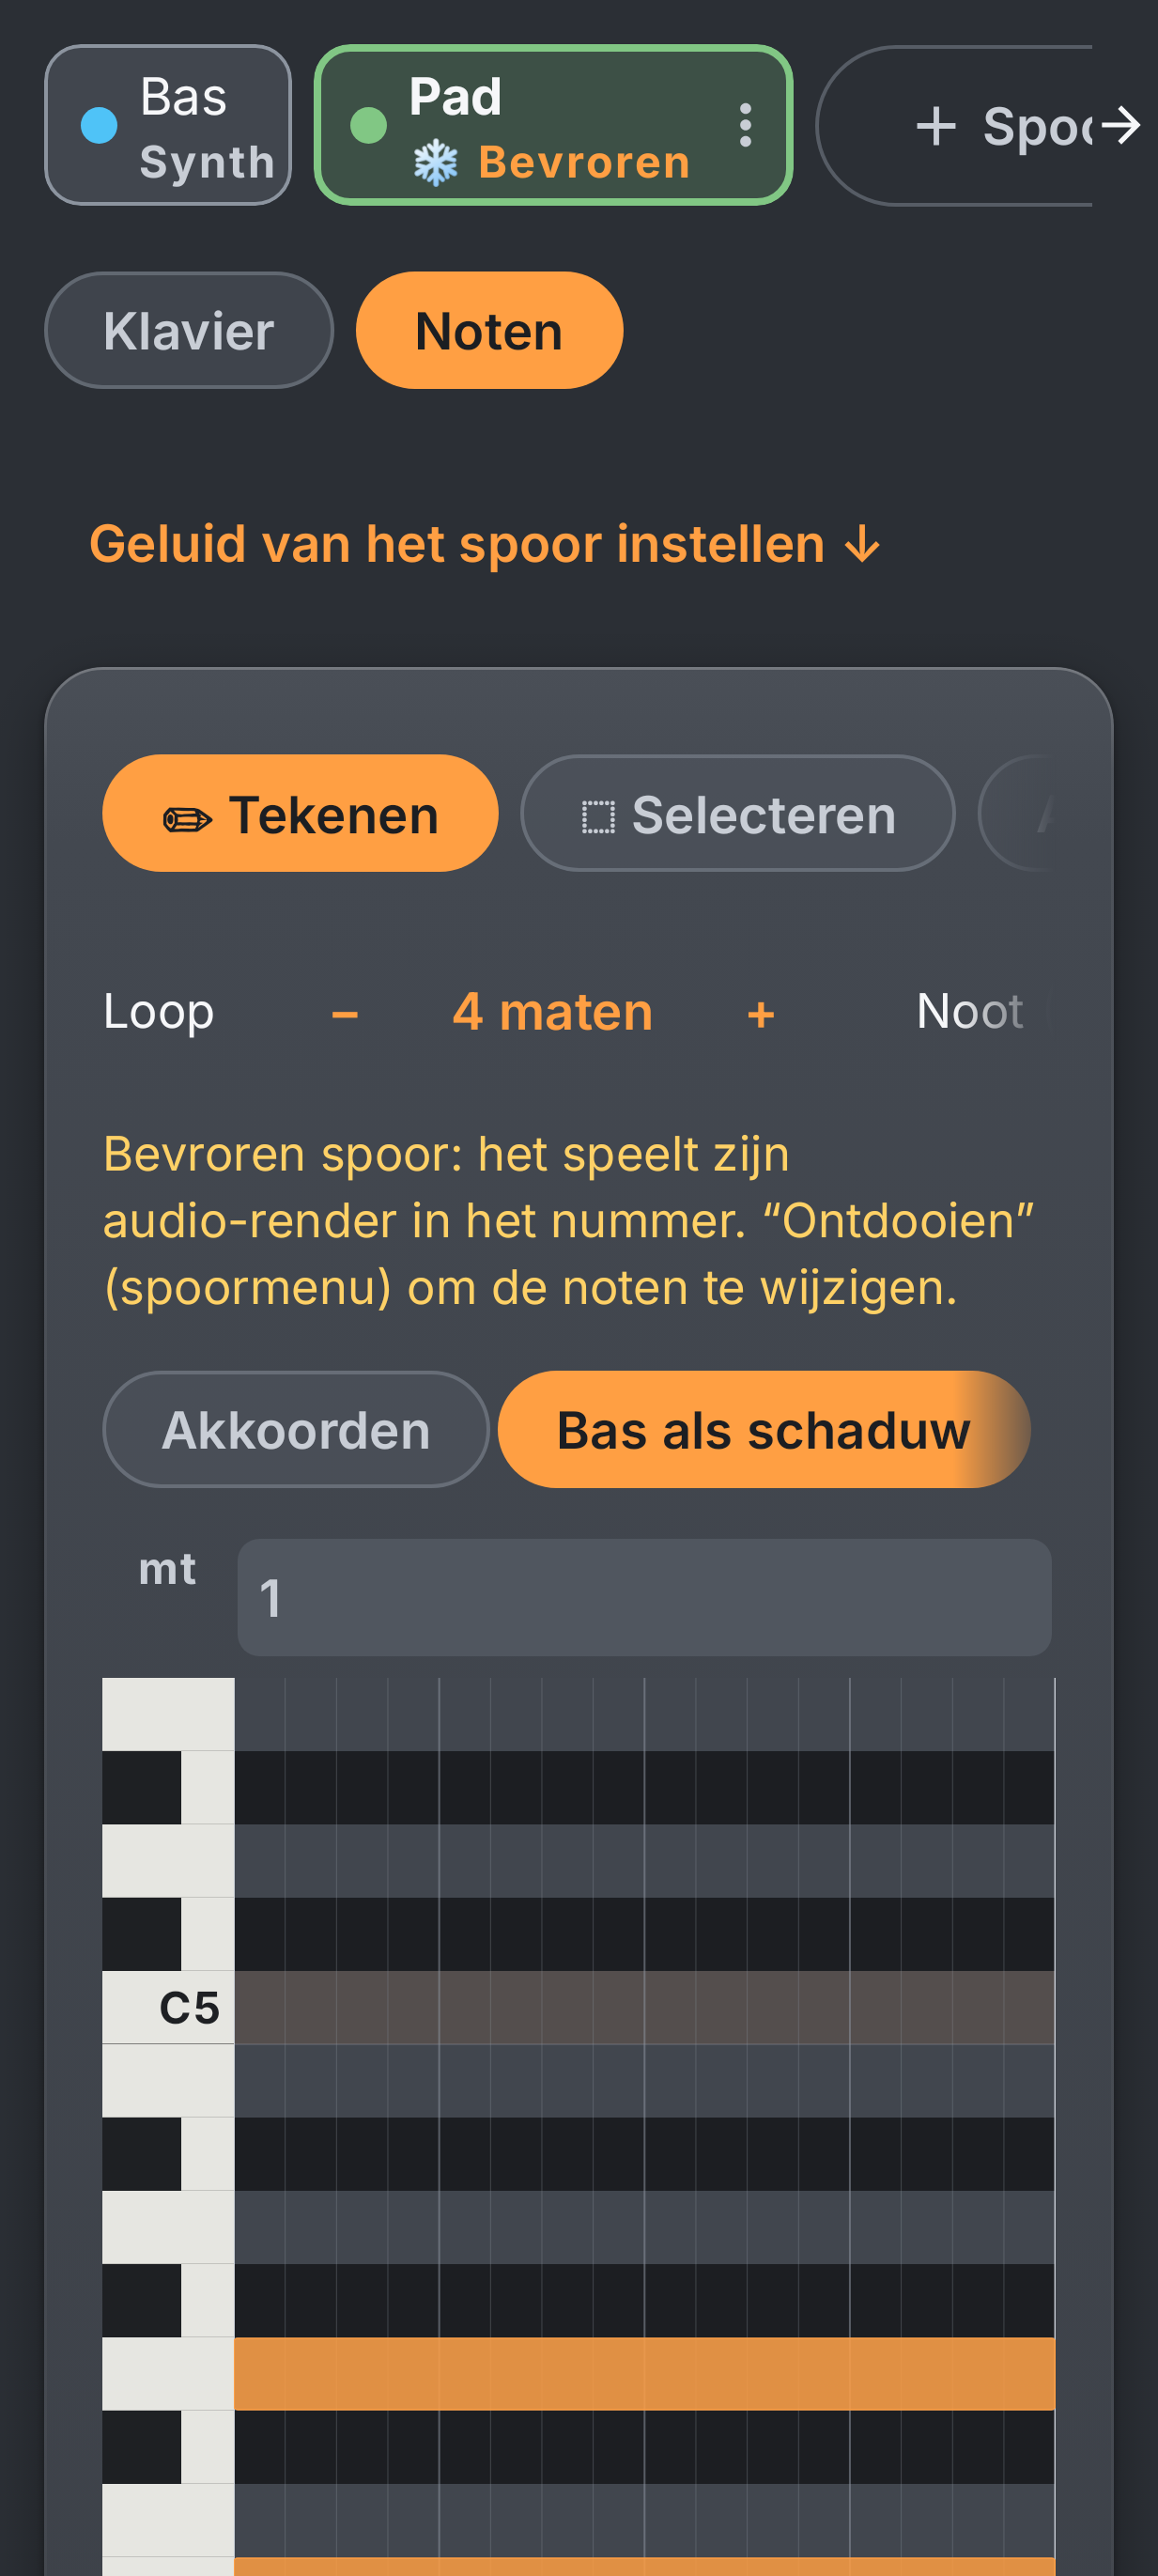 Bas
Synth
Pad
❄️ Bevroren
+
Klavier
Noten
Geluid van het spoor instellen ↓
✏ Tekenen
Selecteren
Loop – 4 maten + Noot
Bevroren spoor: het speelt zijn
audio-render in het nummer. “Ontdooien”
(spoormenu) om de noten te wijzigen.
Akkoorden
Bas als schaduw
mt
1
C5